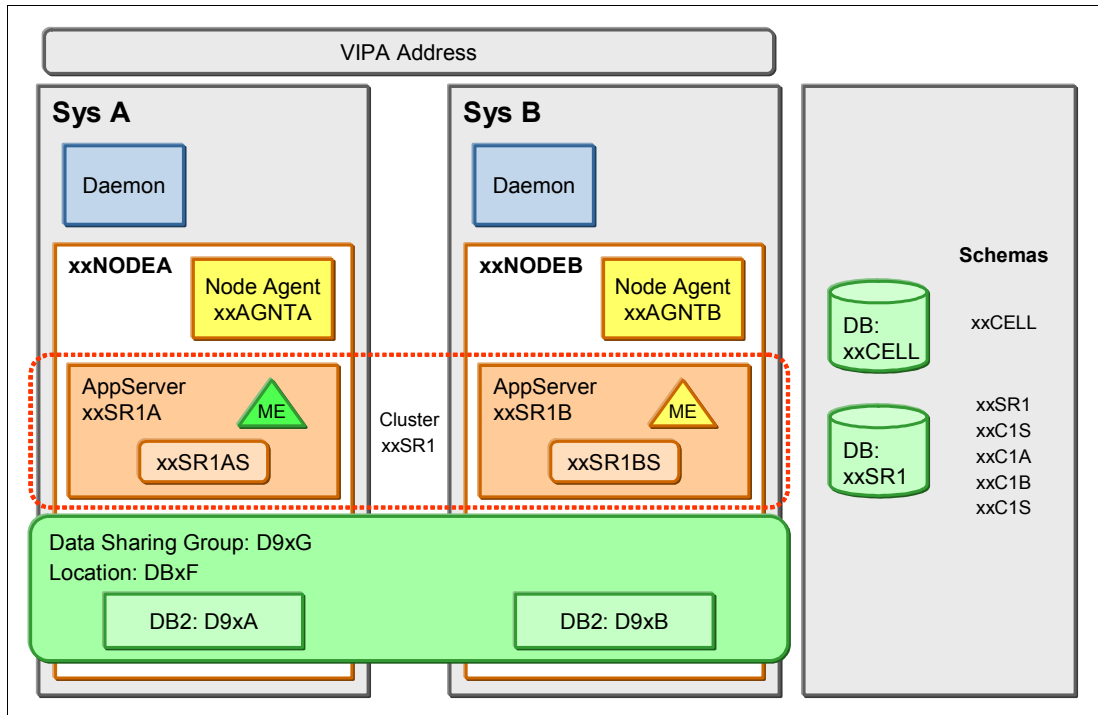 VIPA Address
Sys A
Daemon
xxNODEA
Node Agent
xxAGNTA
AppServer
xxSR1A
ME
xxSR1AS
Cluster
xxSR1
Sys B
Daemon
xxNODEB
Node Agent
xxAGNTB
AppServer
xxSR1B
ME
xxSR1BS
Data Sharing Group: D9xG
Location: DBxF
DB2: D9xA
DB2: D9xB
Schemas
DB:
xxCELL
xxCELL
DB:
xxSR1
xxSR1
xxC1S
xxC1A
xxC1B
xxC1S